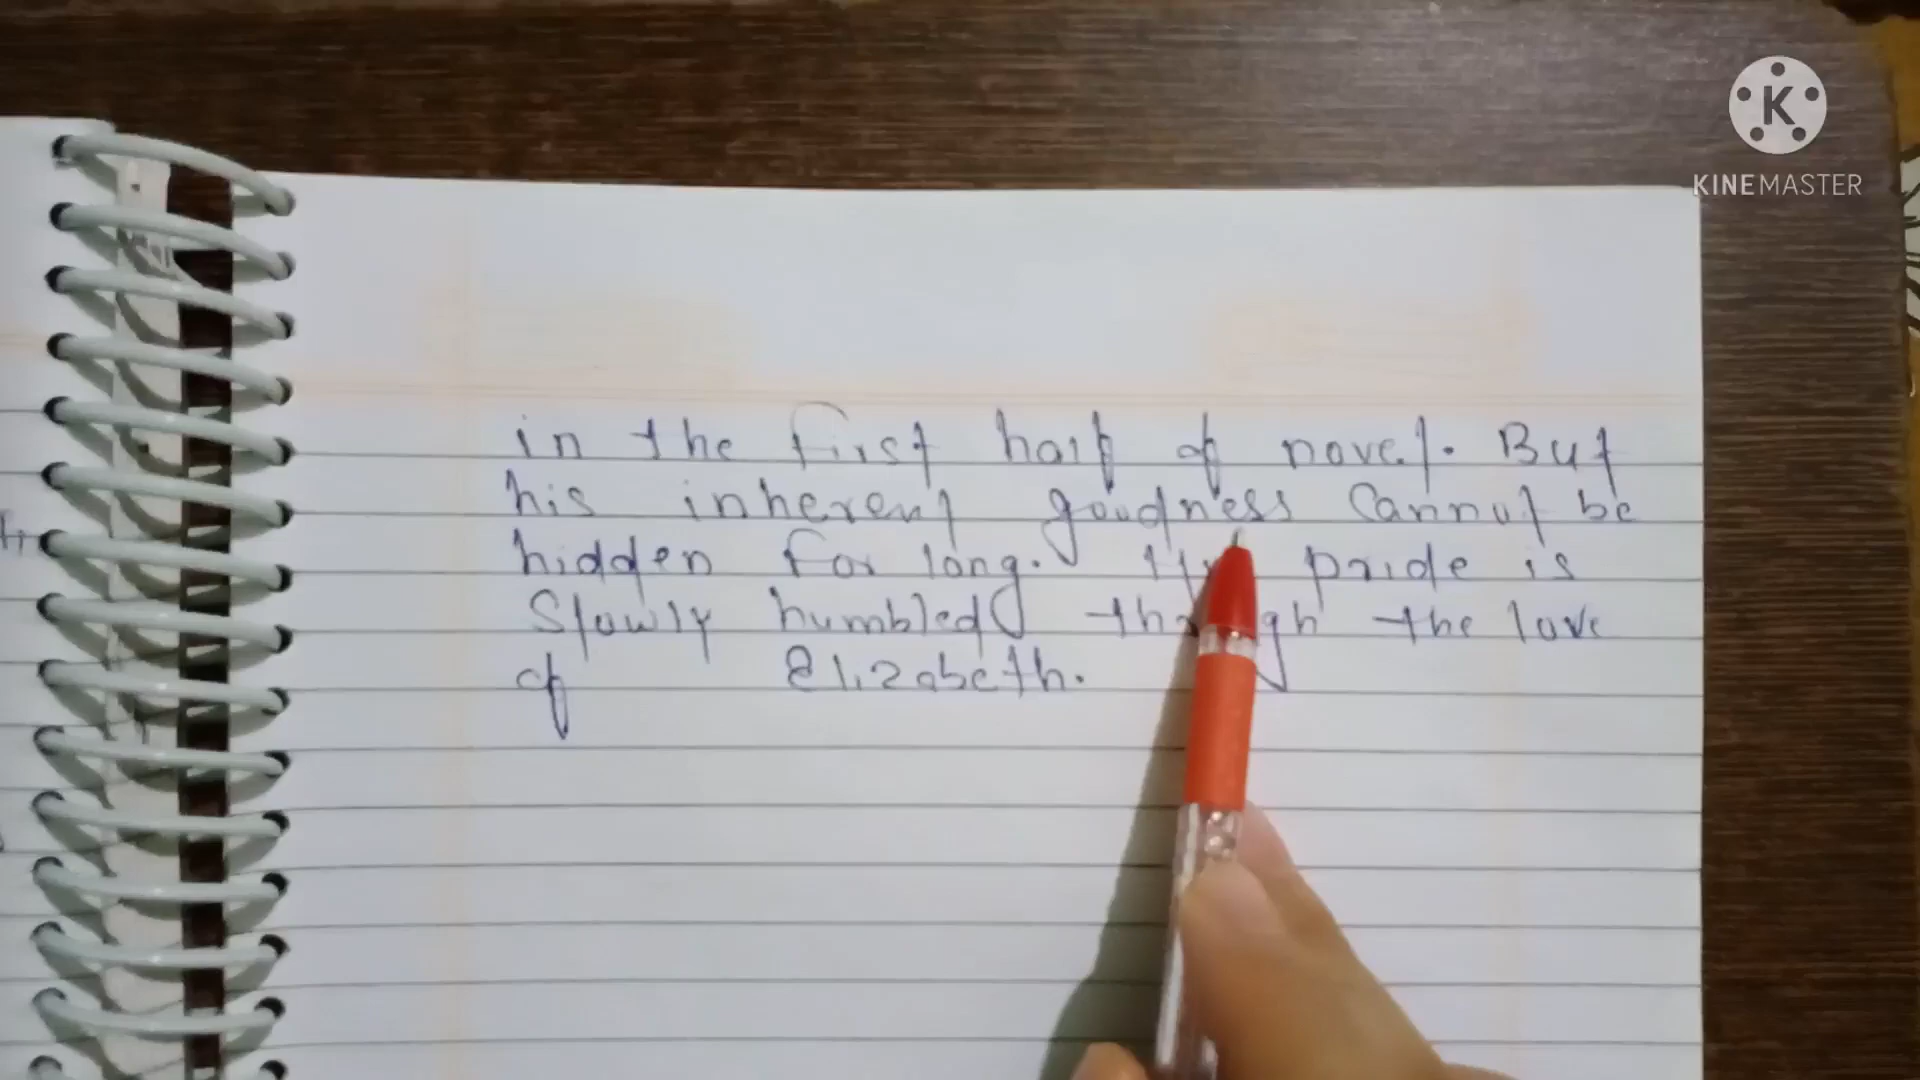 KINEMASTER
in the first half of novel. But
his inherent goodness cannot be
hidden for long. pride is
Slowly humbled the love
of Elizabeth.